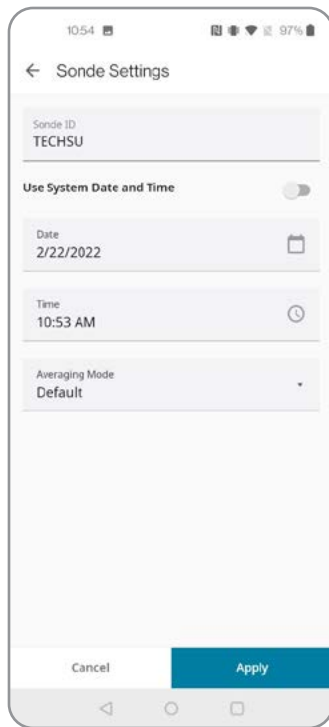 10:54 97%
Sonde Settings
Sonde ID
TECHSU
Use System Date and Time
Date
2/22/2022
Time
10:53 AM
Averaging Mode
Default
Cancel Apply